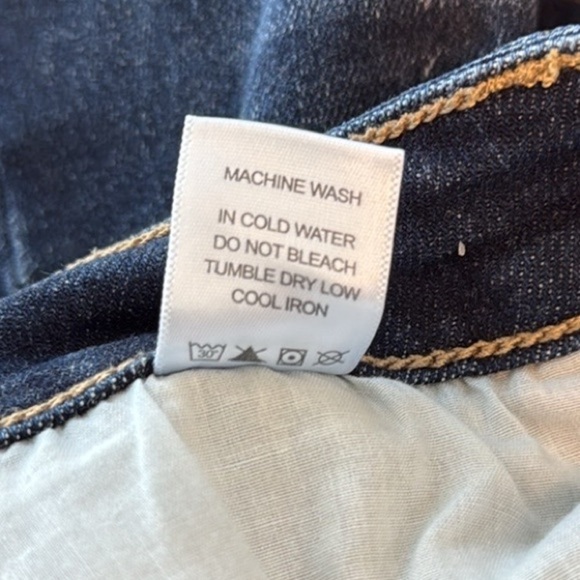 MACHINE WASH
IN COLD WATER
DO NOT BLEACH
TUMBLE DRY LOW
COOL IRON
30°